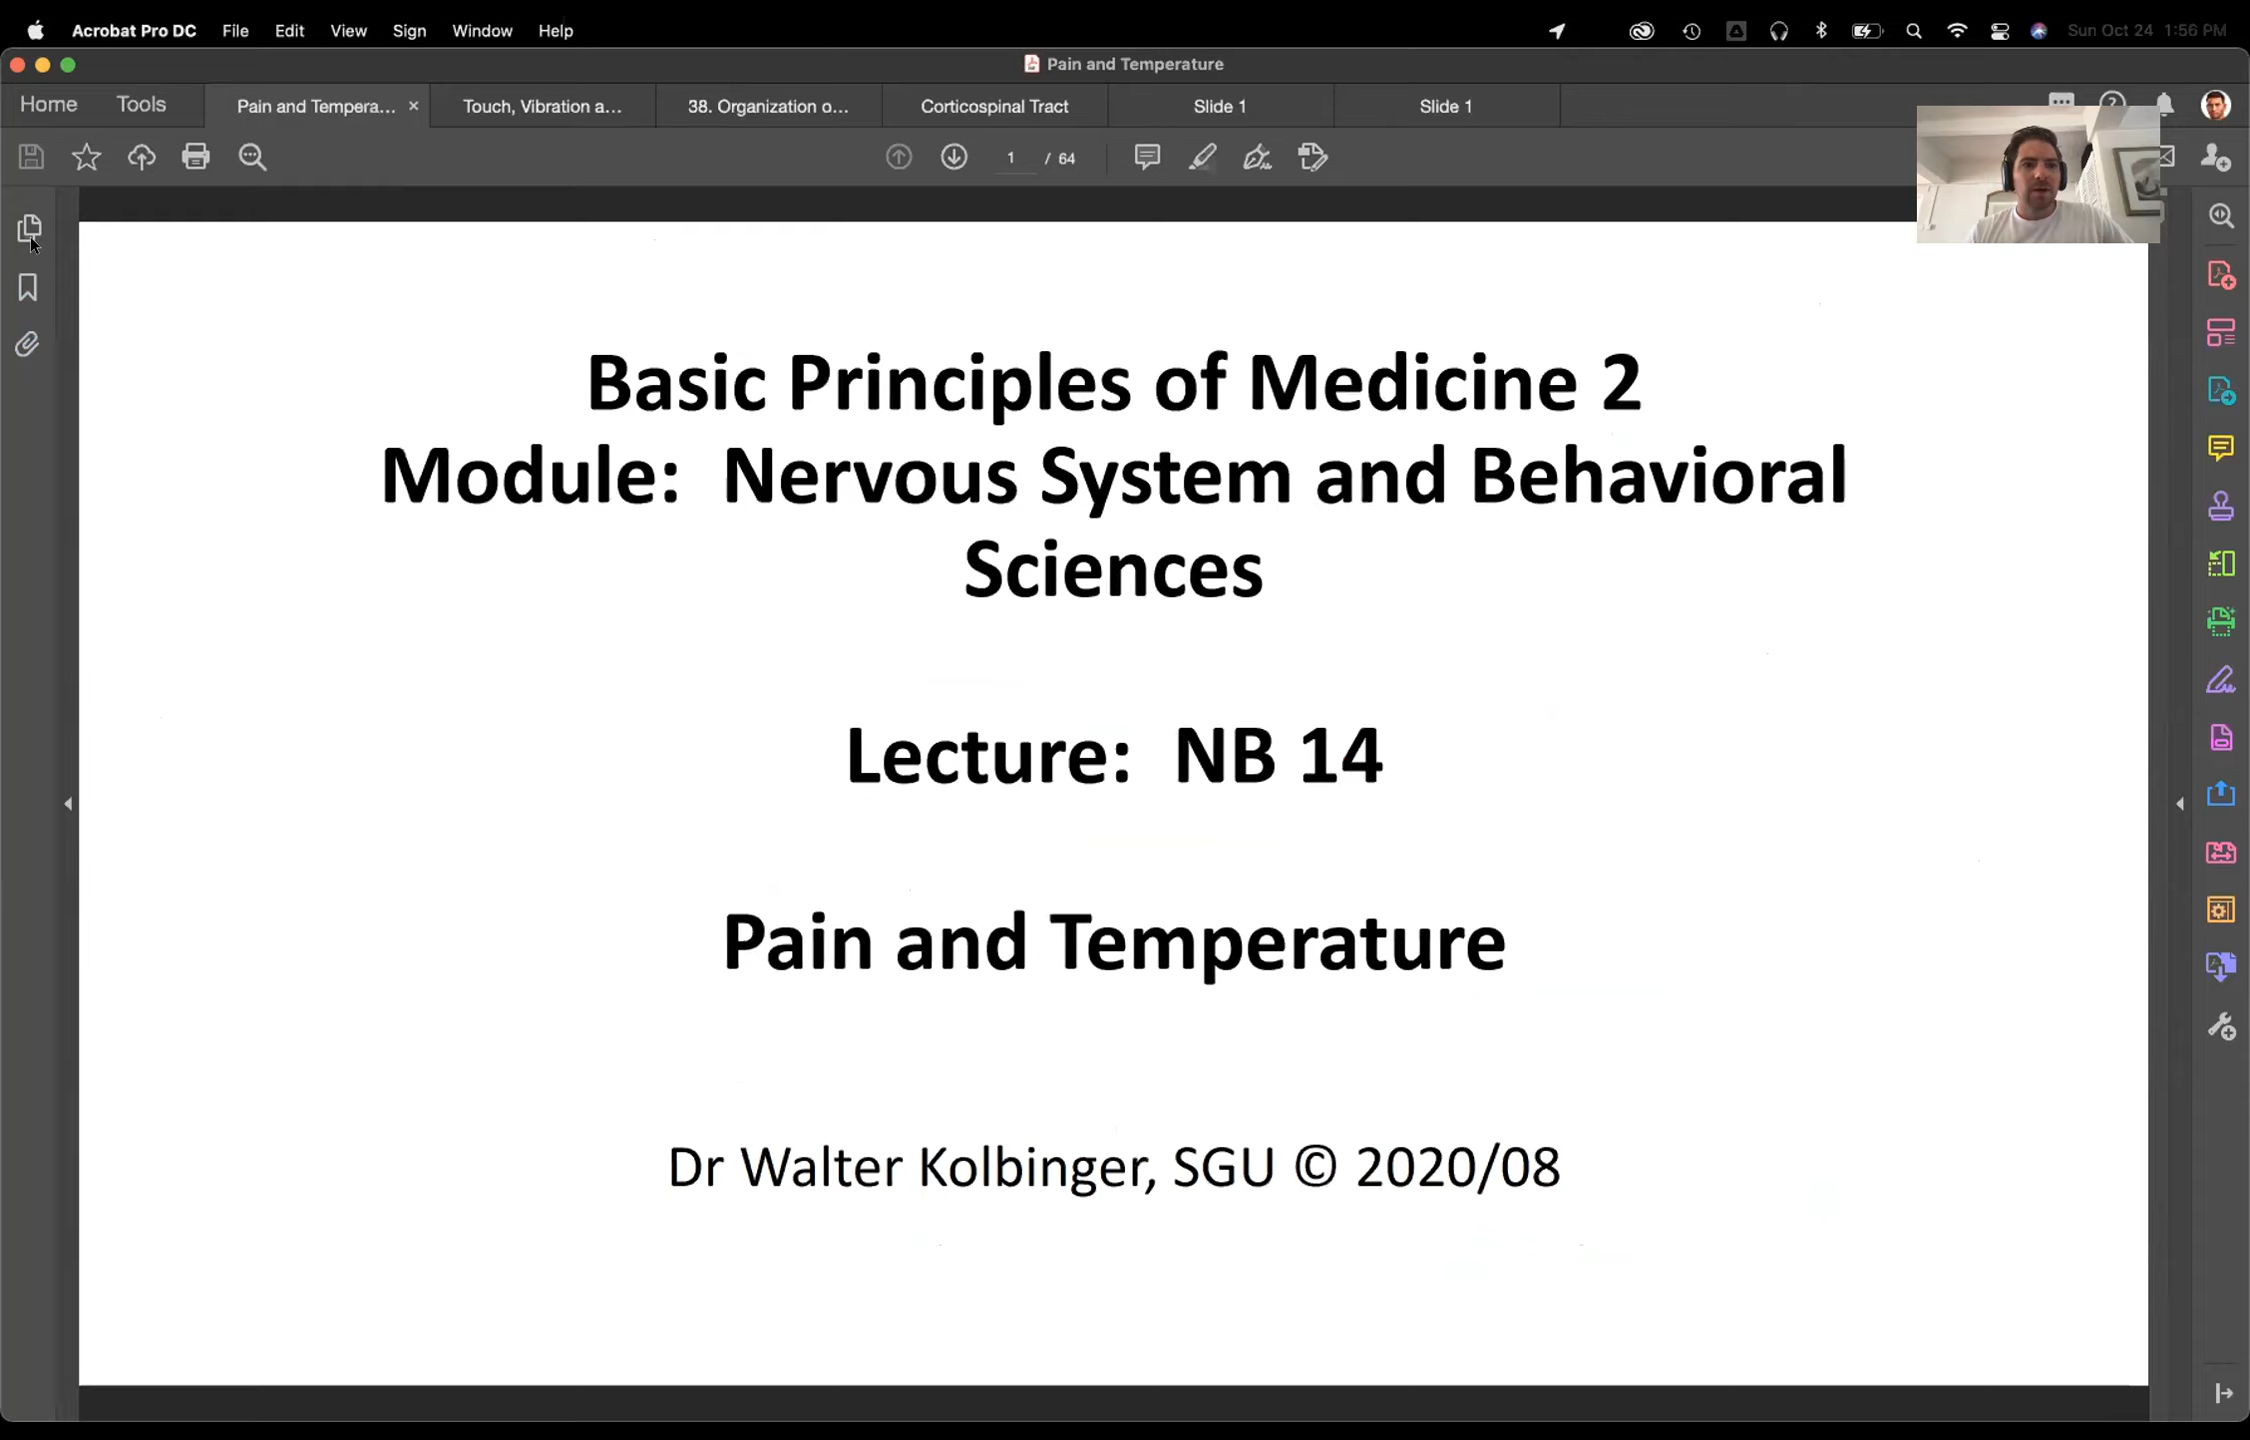 Acrobat Pro DC File Edit View Sign Window Help Sun Oct 24 1:56 PM
Pain and Temperature
Home Tools Pain and Tempera... × Touch, Vibration a... 38. Organization o... Corticospinal Tract Slide 1 Slide 1
1 / 64
Basic Principles of Medicine 2
Module: Nervous System and Behavioral
Sciences
Lecture: NB 14
Pain and Temperature
Dr Walter Kolbinger, SGU © 2020/08